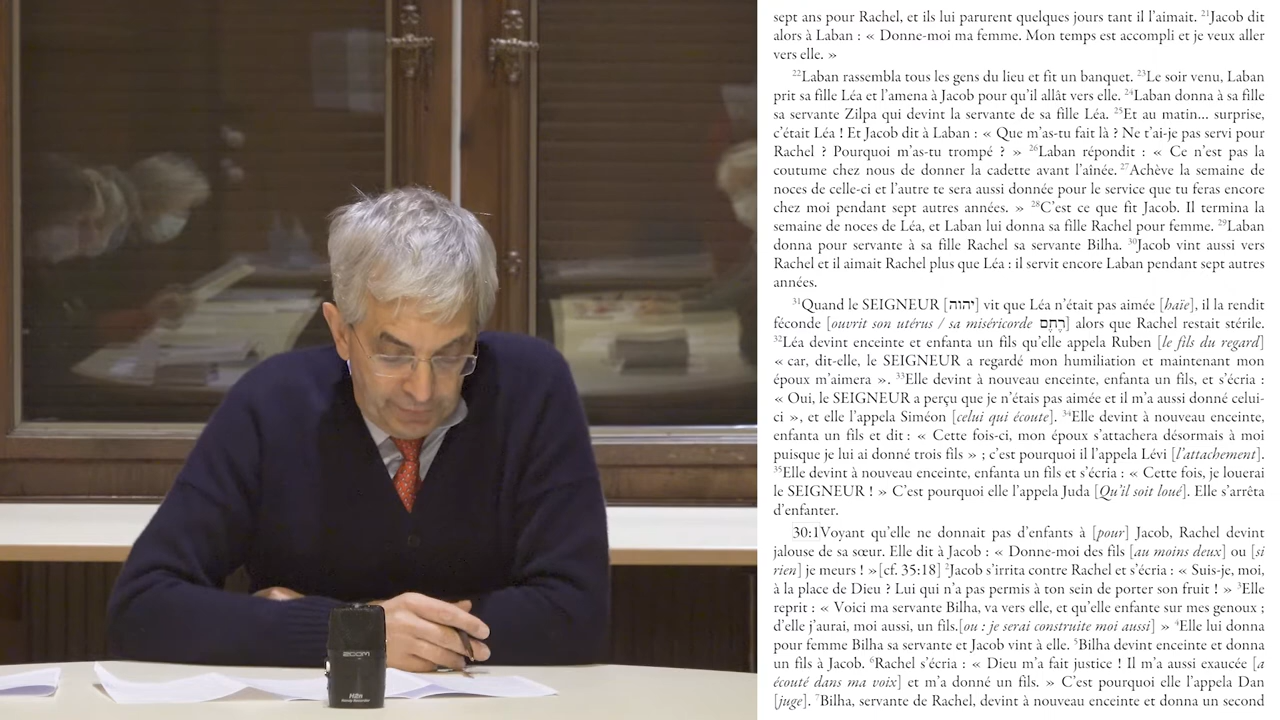 sept ans pour Rachel, et ils lui parurent quelques jours tant il l'aimait. ²¹Jacob dit
alors à Laban : « Donne-moi ma femme. Mon temps est accompli et je veux aller
vers elle. »
²²Laban rassembla tous les gens du lieu et fit un banquet. ²³Le soir venu, Laban
prit sa fille Léa et l'amena à Jacob pour qu'il allât vers elle. ²⁴Laban donna à sa fille
sa servante Zilpa qui devint la servante de sa fille Léa. ²⁵Et au matin... surprise,
c'était Léa ! Et Jacob dit à Laban : « Que m'as-tu fait là ? Ne t'ai-je pas servi pour
Rachel ? Pourquoi m'as-tu trompé ? » ²⁶Laban répondit : « Ce n'est pas la
coutume chez nous de donner la cadette avant l'aînée. ²⁷Achève la semaine de
noces de celle-ci et l'autre te sera aussi donnée pour le service que tu feras encore
chez moi pendant sept autres années. » ²⁸C'est ce que fit Jacob. Il termina la
semaine de noces de Léa, et Laban lui donna sa fille Rachel pour femme. ²⁹Laban
donna pour servante à sa fille Rachel sa servante Bilha. ³⁰Jacob vint aussi vers
Rachel et il aimait Rachel plus que Léa : il servit encore Laban pendant sept autres
années.
³¹Quand le SEIGNEUR [יהוה] vit que Léa n'était pas aimée [haïe], il la rendit
féconde [ouvrit son utérus / sa miséricorde רֶחֶם] alors que Rachel restait stérile.
³²Léa devint enceinte et enfanta un fils qu'elle appela Ruben [le fils du regard]
« car, dit-elle, le SEIGNEUR a regardé mon humiliation et maintenant mon
époux m'aimera ». ³³Elle devint à nouveau enceinte, enfanta un fils, et s'écria :
« Oui, le SEIGNEUR a perçu que je n'étais pas aimée et il m'a aussi donné celui-
ci », et elle l'appela Siméon [celui qui écoute]. ³⁴Elle devint à nouveau enceinte,
enfanta un fils et dit : « Cette fois-ci, mon époux s'attachera désormais à moi
puisque je lui ai donné trois fils » ; c'est pourquoi il l'appela Lévi [l'attachement].
³⁵Elle devint à nouveau enceinte, enfanta un fils et s'écria : « Cette fois, je louerai
le SEIGNEUR ! » C'est pourquoi elle l'appela Juda [Qu'il soit loué]. Elle s'arrêta
d'enfanter.
30:1Voyant qu'elle ne donnait pas d'enfants à [pour] Jacob, Rachel devint
jalouse de sa sœur. Elle dit à Jacob : « Donne-moi des fils [au moins deux] ou [si
rien] je meurs ! »[cf. 35:18] ²Jacob s'irrita contre Rachel et s'écria : « Suis-je, moi,
à la place de Dieu ? Lui qui n'a pas permis à ton sein de porter son fruit ! » ³Elle
reprit : « Voici ma servante Bilha, va vers elle, et qu'elle enfante sur mes genoux ;
d'elle j'aurai, moi aussi, un fils.[ou : je serai construite moi aussi] » ⁴Elle lui donna
pour femme Bilha sa servante et Jacob vint à elle. ⁵Bilha devint enceinte et donna
un fils à Jacob. ⁶Rachel s'écria : « Dieu m'a fait justice ! Il m'a aussi exaucée [a
écouté dans ma voix] et m'a donné un fils. » C'est pourquoi elle l'appela Dan
[juge]. ⁷Bilha, servante de Rachel, devint à nouveau enceinte et donna un second
zoom
H2n